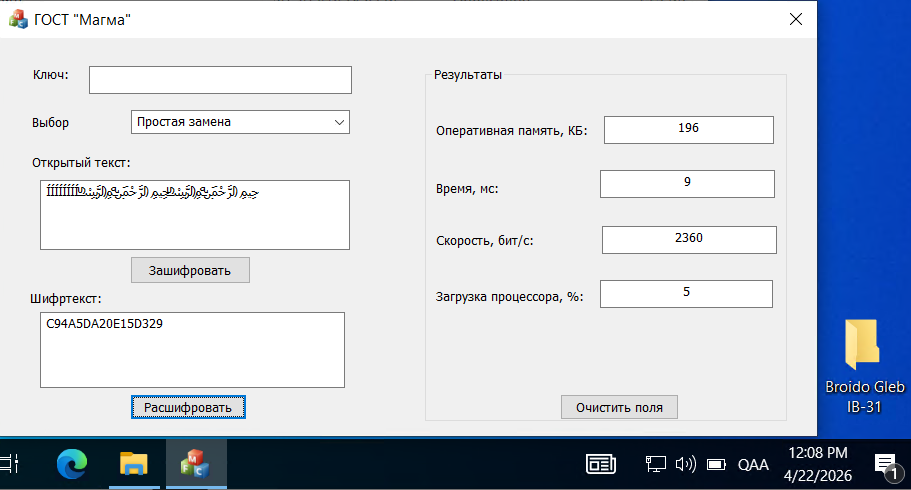 ГОСТ "Магма"
Ключ:
Выбор
Простая замена
Открытый текст:
ÍÍÍÍÍÍÍÍ
Зашифровать
Шифртекст:
C94A5DA20E15D329
Расшифровать
Результаты
Оперативная память, КБ:
196
Время, мс:
9
Скорость, бит/с:
2360
Загрузка процессора, %:
5
Очистить поля
Broido Gleb
IB-31
QAA
12:08 PM
4/22/2026
1